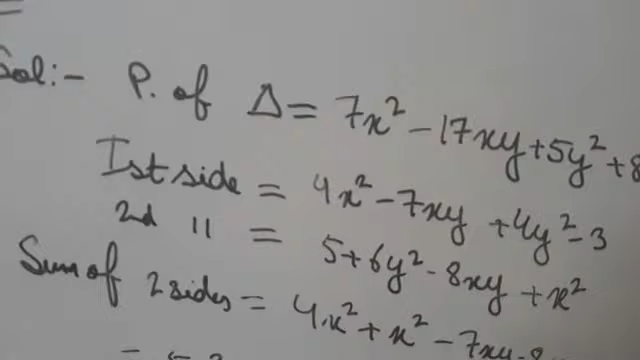 Sol:- P. of Δ = 7x² - 17xy + 5y² + 8
Ist side = 4x² - 7xy + 4y² - 3
2nd " = 5 + 6y² - 8xy + x²
Sum of 2 sides = 4x² + x² - 7xy - 8
=